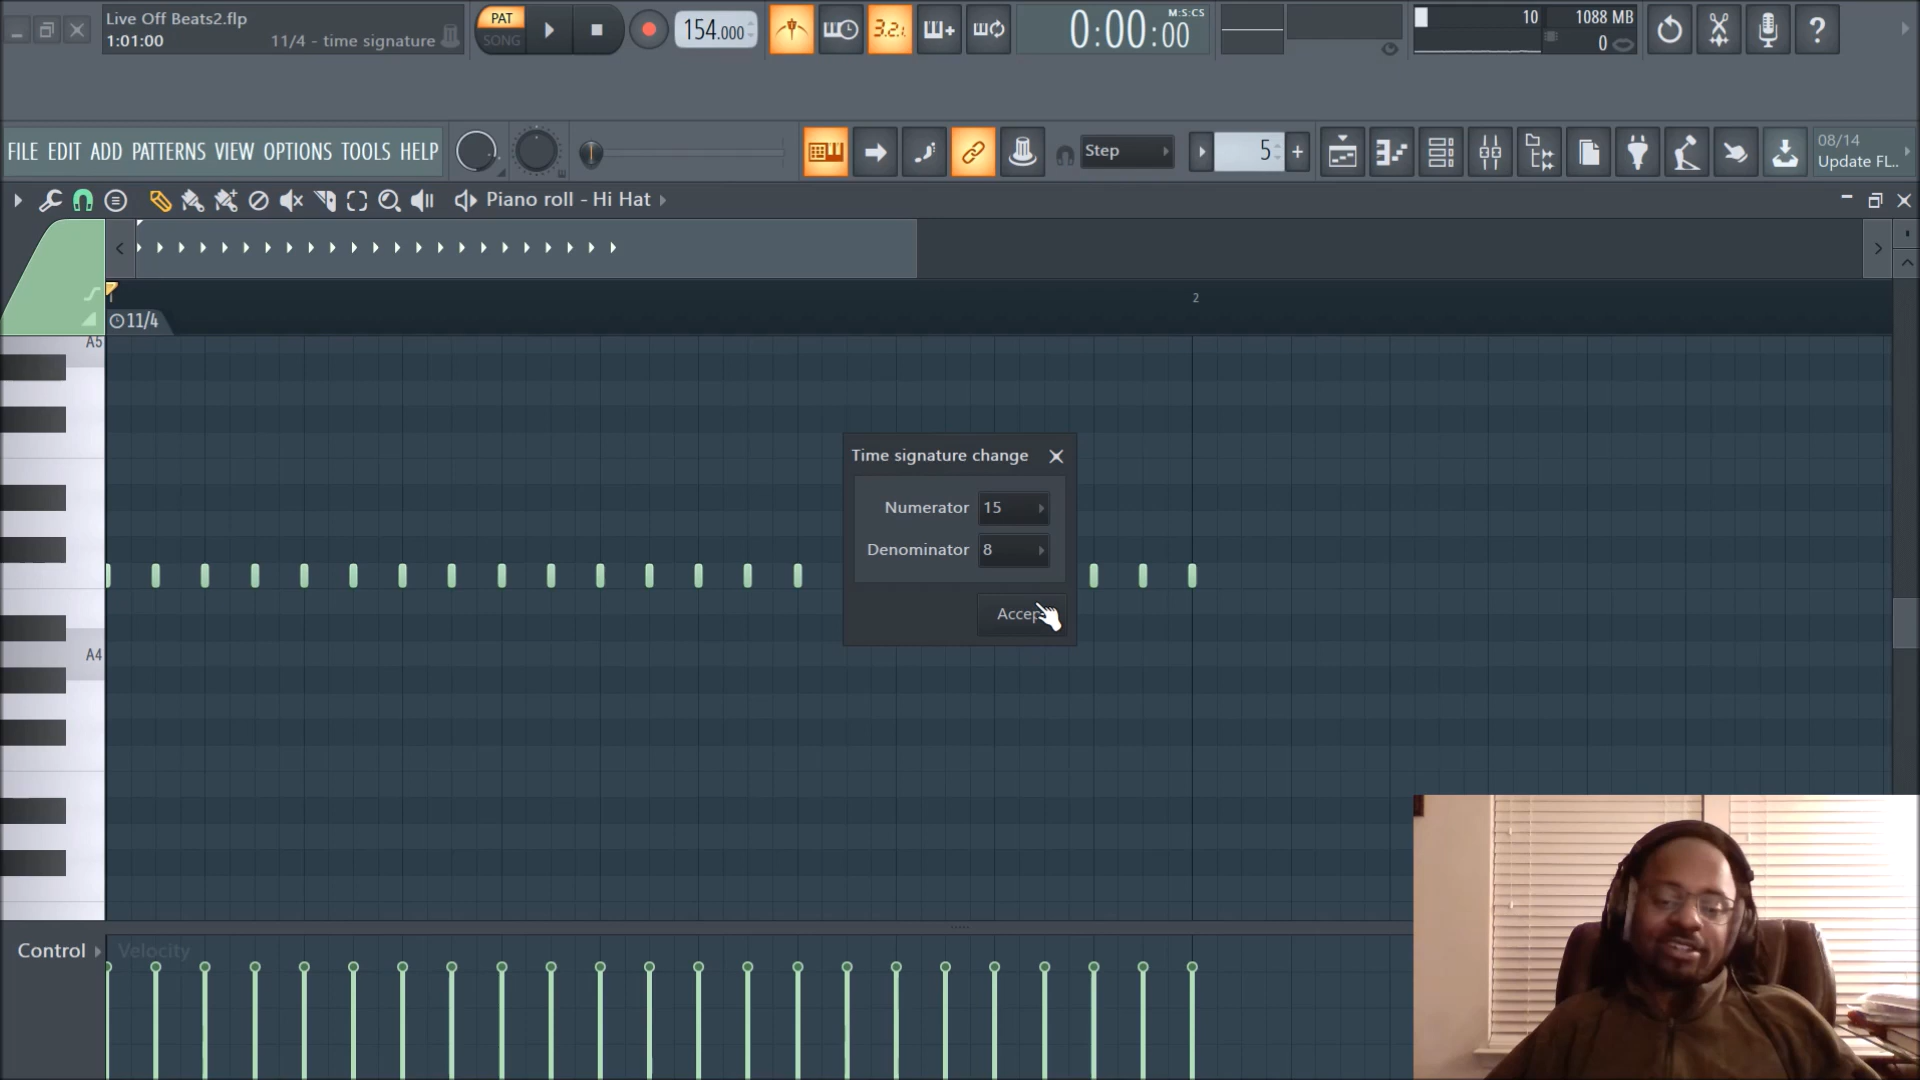 Live Off Beats2.flp
1:01:00
11/4 - time signature
PAT
SONG
154.000
3.2.
M:S:CS
0:00:00
10
1088 MB
0
?
FILE EDIT ADD PATTERNS VIEW OPTIONS TOOLS HELP
Step
5
+
08/14
Update FL..
Piano roll - Hi Hat
2
11/4
A5
Time signature change
Numerator 15
Denominator 8
Accep
A4
Control
Velocity